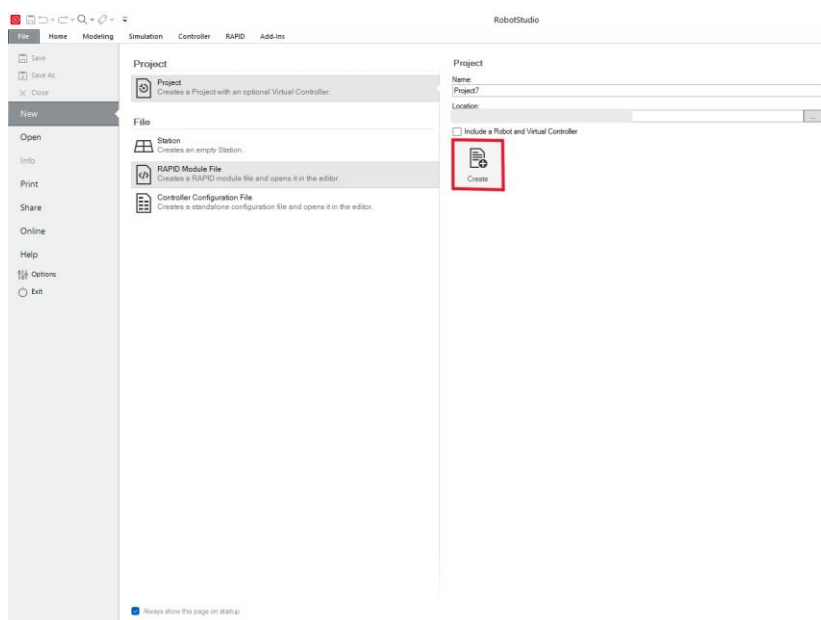 RobotStudio
File Home Modeling Simulation Controller RAPID Add-Ins
Save
Save As
Close
New
Open
Info
Print
Share
Online
Help
Options
Exit
Project
Project
Creates a Project with an optional Virtual Controller.
File
Station
Creates an empty Station.
RAPID Module File
Creates a RAPID module file and opens it in the editor.
Controller Configuration File
Creates a standalone configuration file and opens it in the editor.
Always show this page on startup
Project
Name:
Project7
Location:
...
Include a Robot and Virtual Controller
Create